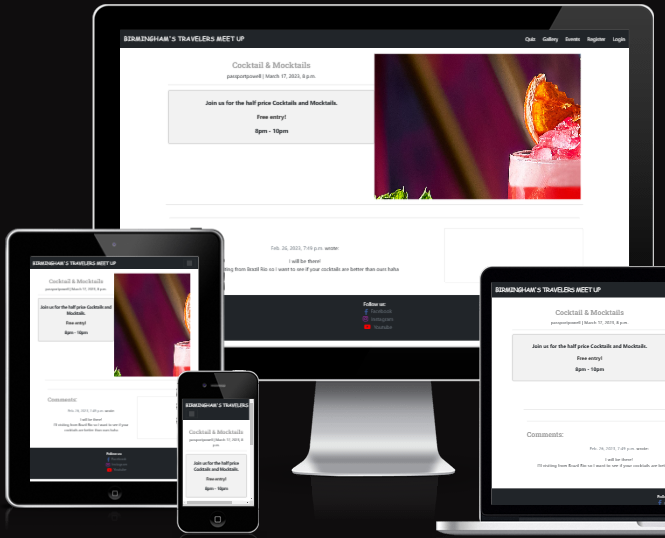 BIRMINGHAM'S TRAVELERS MEET UP
Quiz Gallery Events Register Login
Cocktail & Mocktails
passportpowell | March 17, 2023, 8 p.m.
Join us for the half price Cocktails and Mocktails.
Free entry!
8pm - 10pm
Feb. 26, 2023, 7:49 p.m. wrote:
I will be there!
siting from Brazil Rio so I want to see if your cocktails are better than ours haha
Follow us:
Facebook
Instagram
Youtube
BIRMINGHAM'S TRAVELERS MEET UP
Cocktail & Mocktails
passportpowell | March 17, 2023, 8 p.m.
Join us for the half price Cocktails and
Mocktails.
Free entry!
8pm - 10pm
Comments:
Feb. 26, 2023, 7:49 p.m. wrote:
I will be there!
I'll visiting from Brazil Rio so I want to see if your
cocktails are better than ours haha
Follow us:
Facebook
Instagram
Youtube
BIRMINGHAM'S TRAVELERS
Cocktail & Mocktails
passportpowell | March 17, 2023, 8
p.m.
Join us for the half price
Cocktails and Mocktails.
Free entry!
8pm - 10pm
BIRMINGHAM'S TRAVELERS MEET UP
Cocktail & Mocktails
passportpowell | March 17, 2023, 8 p.m.
Join us for the half price Cocktails and Mocktails.
Free entry!
8pm - 10pm
Comments:
Feb. 26, 2023, 7:49 p.m. wrote:
I will be there!
I'll visiting from Brazil Rio so I want to see if your cocktails are bet
Foll